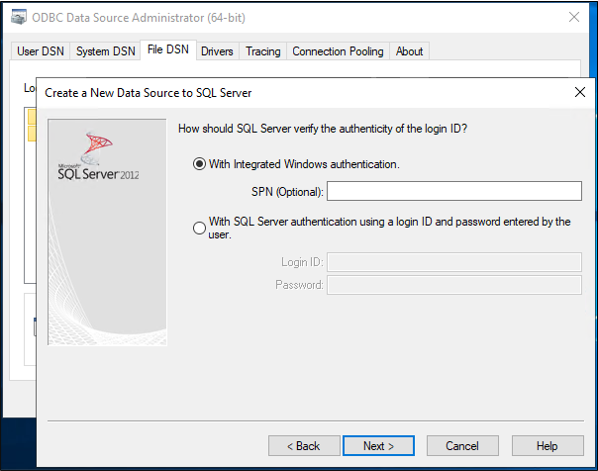 ODBC Data Source Administrator (64-bit)
User DSN System DSN File DSN Drivers Tracing Connection Pooling About
Create a New Data Source to SQL Server
Microsoft
SQL Server 2012
How should SQL Server verify the authenticity of the login ID?
With Integrated Windows authentication.
SPN (Optional):
With SQL Server authentication using a login ID and password entered by the
user.
Login ID:
Password:
< Back Next > Cancel Help